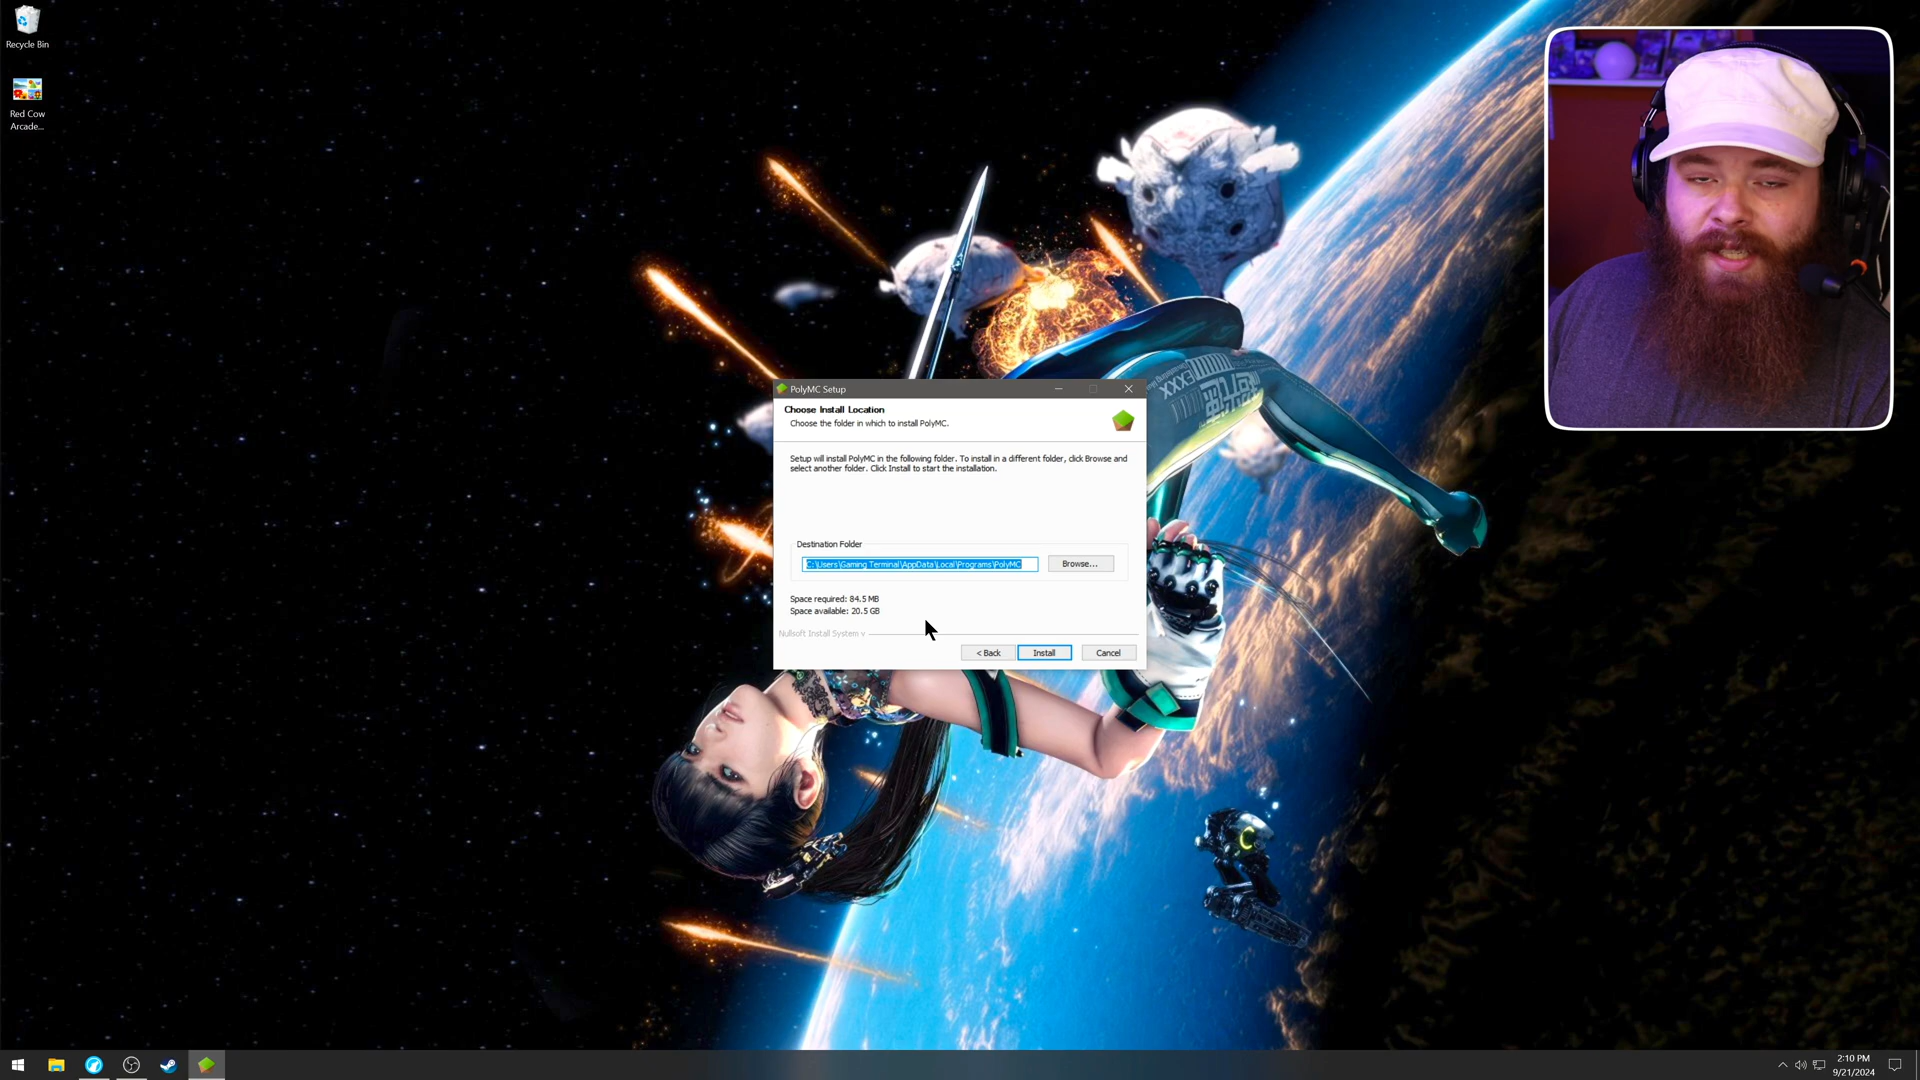 Recycle Bin
Red Cow
Arcade...
PolyMC Setup
Choose Install Location
Choose the folder in which to install PolyMC.
Setup will install PolyMC in the following folder. To install in a different folder, click Browse and
select another folder. Click Install to start the installation.
Destination Folder
C:\Users\Gaming Terminal\AppData\Local\Programs\PolyMC
Browse...
Space required: 84.5 MB
Space available: 20.5 GB
Nullsoft Install System v
< Back
Install
Cancel
2:10 PM
9/21/2024